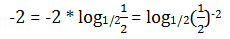 -2 = -2 * log₁/₂ 1/2 = log₁/₂(1/2)⁻²